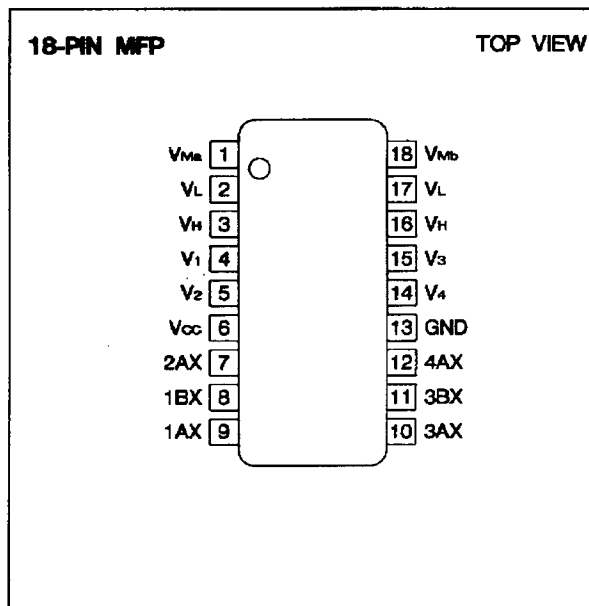 18-PIN MFP TOP VIEW
VMa 1 18 VMb
VL 2 17 VL
VH 3 16 VH
V1 4 15 V3
V2 5 14 V4
VCC 6 13 GND
2AX 7 12 4AX
1BX 8 11 3BX
1AX 9 10 3AX